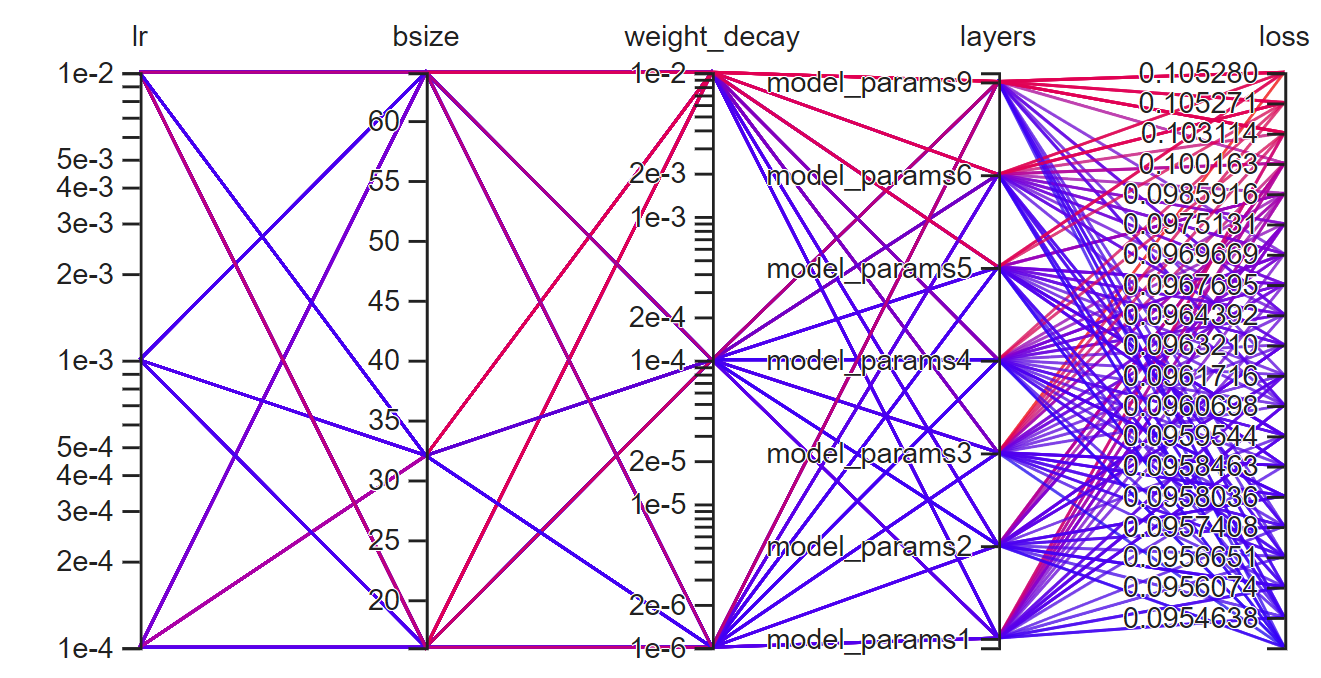 lr
bsize
weight_decay
layers
loss
1e-2
5e-3
4e-3
3e-3
2e-3
1e-3
5e-4
4e-4
3e-4
2e-4
1e-4
60
55
50
45
40
35
30
25
20
1e-2
2e-3
1e-3
2e-4
1e-4
2e-5
1e-5
2e-6
1e-6
model_params9
model_params6
model_params5
model_params4
model_params3
model_params2
model_params1
0.105280
0.105271
0.103114
0.100163
0.0985916
0.0975131
0.0969669
0.0967695
0.0964392
0.0963210
0.0961716
0.0960698
0.0959544
0.0958463
0.0958036
0.0957408
0.0956651
0.0956074
0.0954638